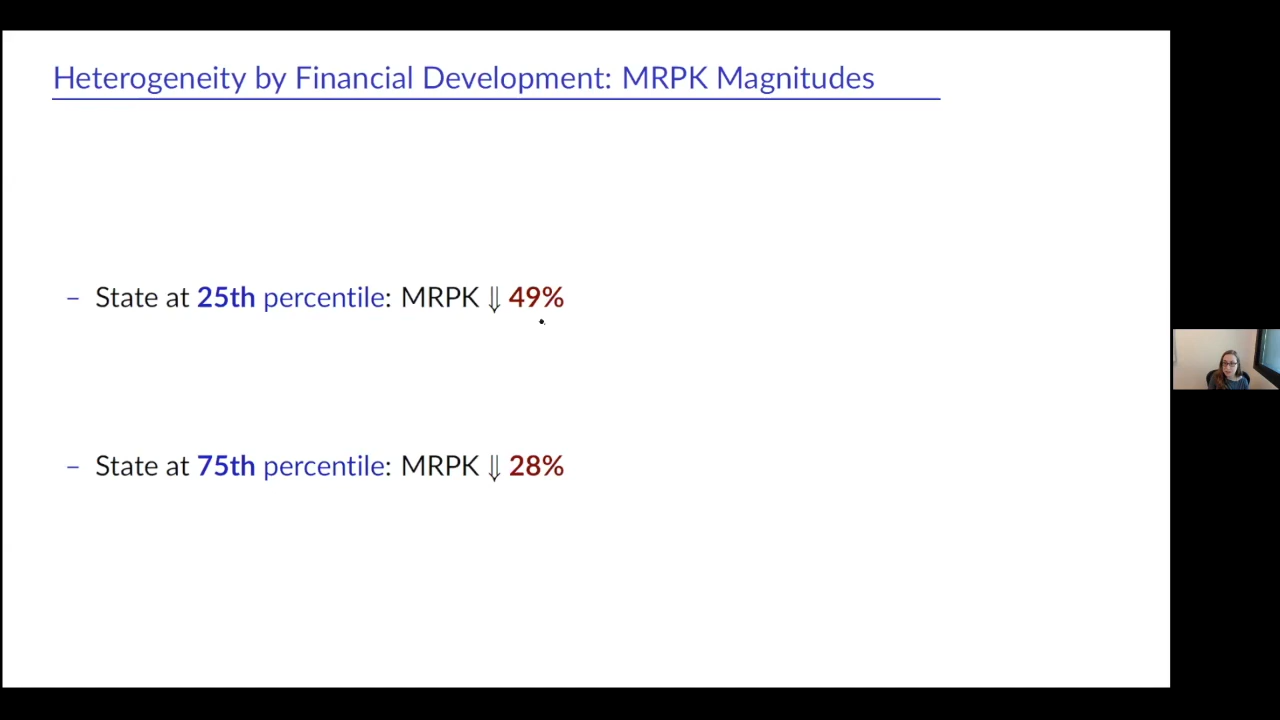 Heterogeneity by Financial Development: MRPK Magnitudes
– State at 25th percentile: MRPK ⇓ 49%
– State at 75th percentile: MRPK ⇓ 28%